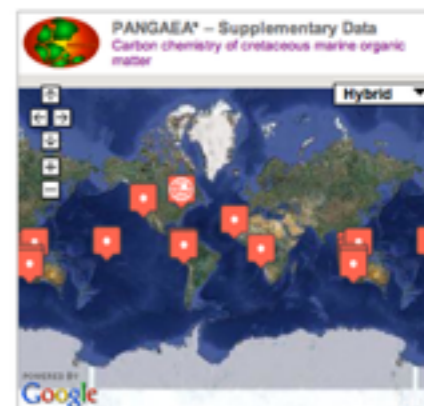 PANGAEA® – Supplementary Data
Carbon chemistry of cretaceous marine organic
matter
Hybrid
POWERED BY
Google